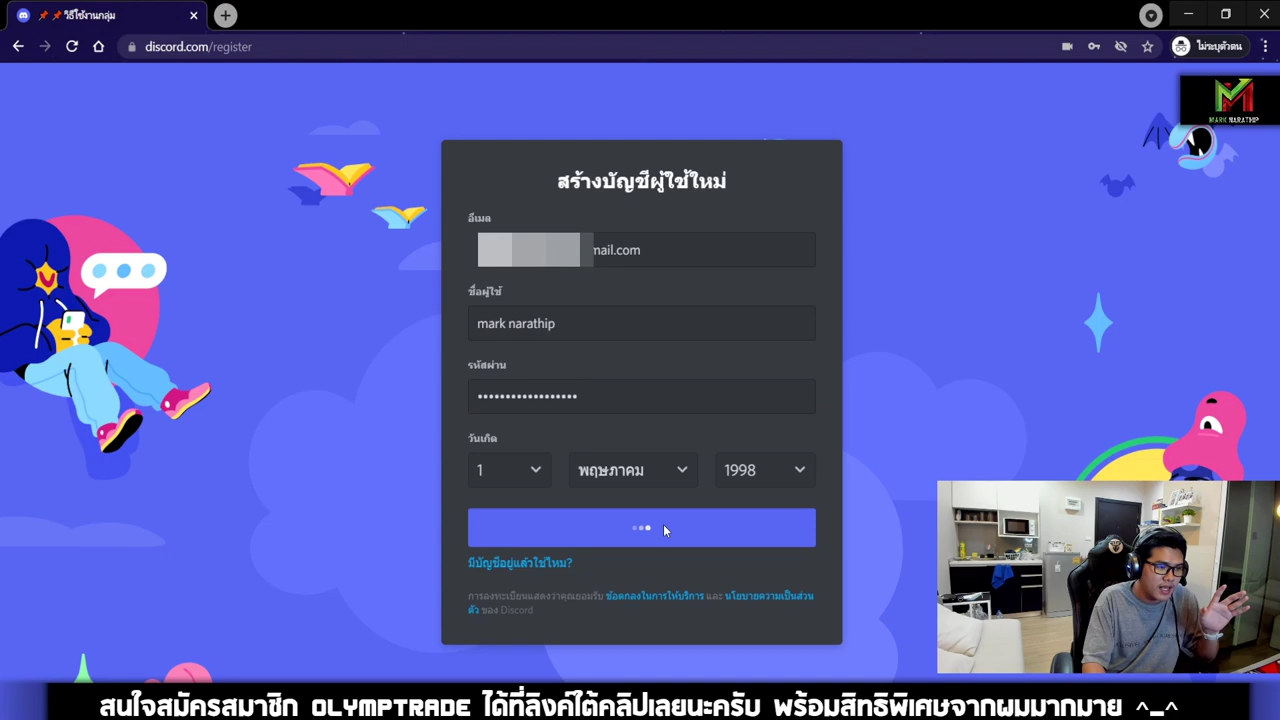 📌 📌 วิธีใช้งานกลุ่ม
discord.com/register
ไม่ระบุตัวตน
MARK NARATHIP
สร้างบัญชีผู้ใช้ใหม่
อีเมล
mail.com
ชื่อผู้ใช้
mark narathip
รหัสผ่าน
••••••••••••••••••
วันเกิด
1 พฤษภาคม 1998
มีบัญชีอยู่แล้วใช่ไหม?
การลงทะเบียนแสดงว่าคุณยอมรับ ข้อตกลงในการให้บริการ และ นโยบายความเป็นส่วน
ตัว ของ Discord
สนใจสมัครสมาชิก OLYMPTRADE ได้ที่ลิงค์ใต้คลิปเลยนะครับ พร้อมสิทธิพิเศษจากผมมากมาย ^_^